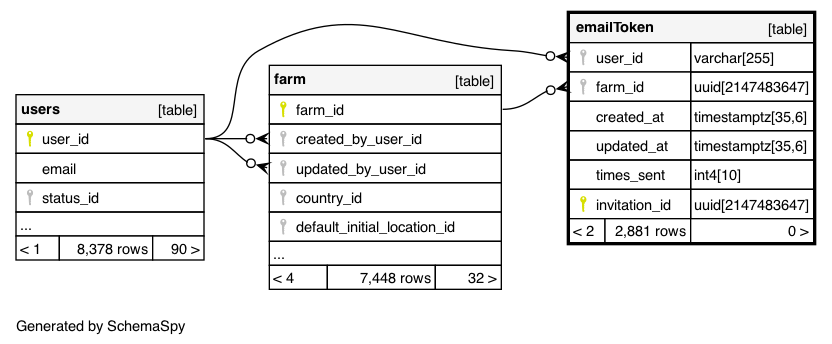 users [table]
user_id
email
status_id
...
< 1 8,378 rows 90 >
farm [table]
farm_id
created_by_user_id
updated_by_user_id
country_id
default_initial_location_id
...
< 4 7,448 rows 32 >
emailToken [table]
user_id varchar[255]
farm_id uuid[2147483647]
created_at timestamptz[35,6]
updated_at timestamptz[35,6]
times_sent int4[10]
invitation_id uuid[2147483647]
< 2 2,881 rows 0 >
Generated by SchemaSpy